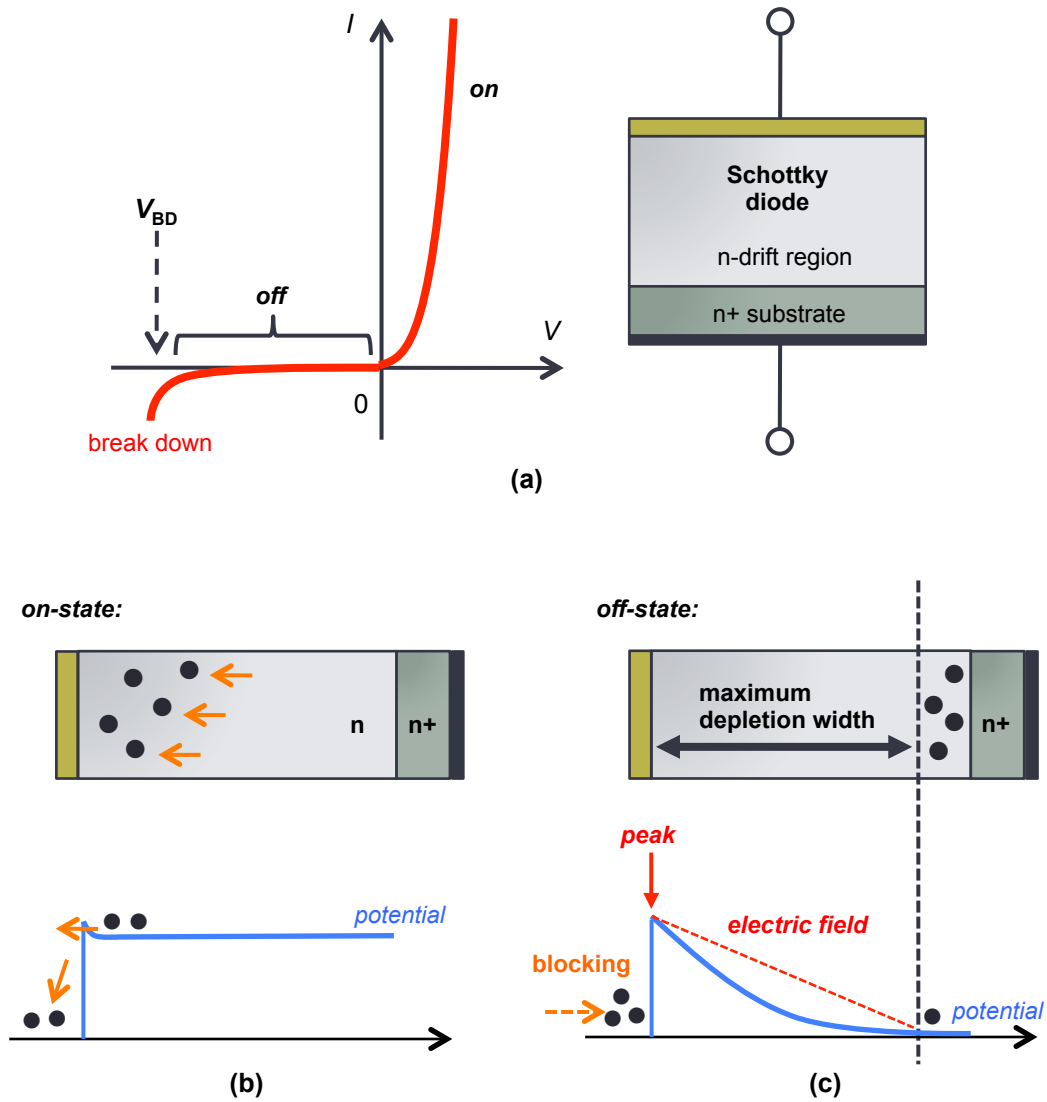 I
on
V_BD
off
V
0
break down
Schottky
diode
n-drift region
n+ substrate
(a)
on-state:
n
n+
potential
(b)
off-state:
maximum
depletion width
n+
peak
electric field
blocking
potential
(c)